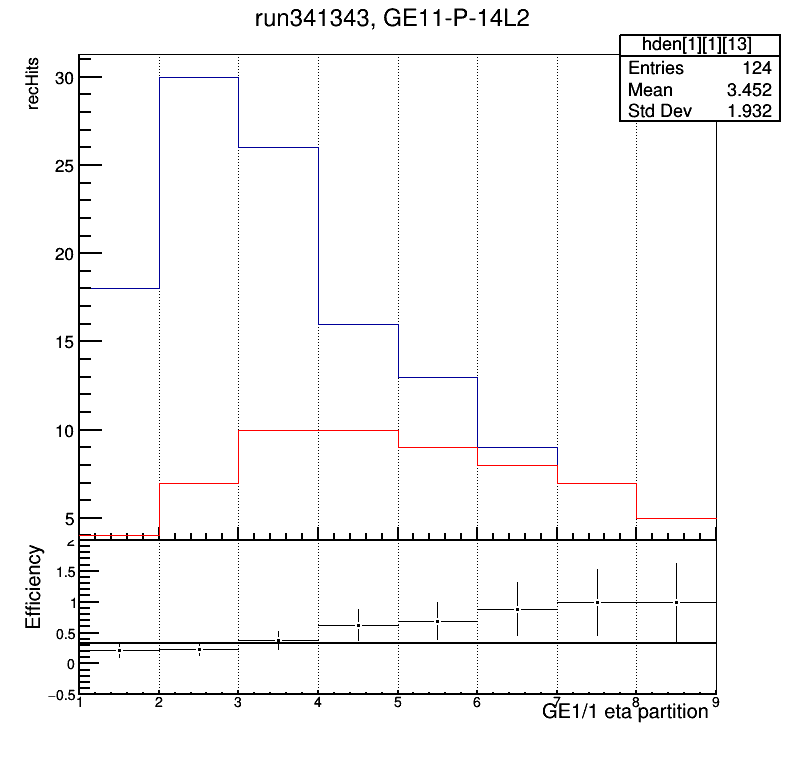 run341343, GE11-P-14L2
hden[1][1][13]
Entries 124
Mean 3.452
Std Dev 1.932
recHits
30
25
20
15
10
5
Efficiency
2
1.5
1
0.5
0
−0.5
1 2 3 4 5 6 7 8 9
GE1/1 eta partition